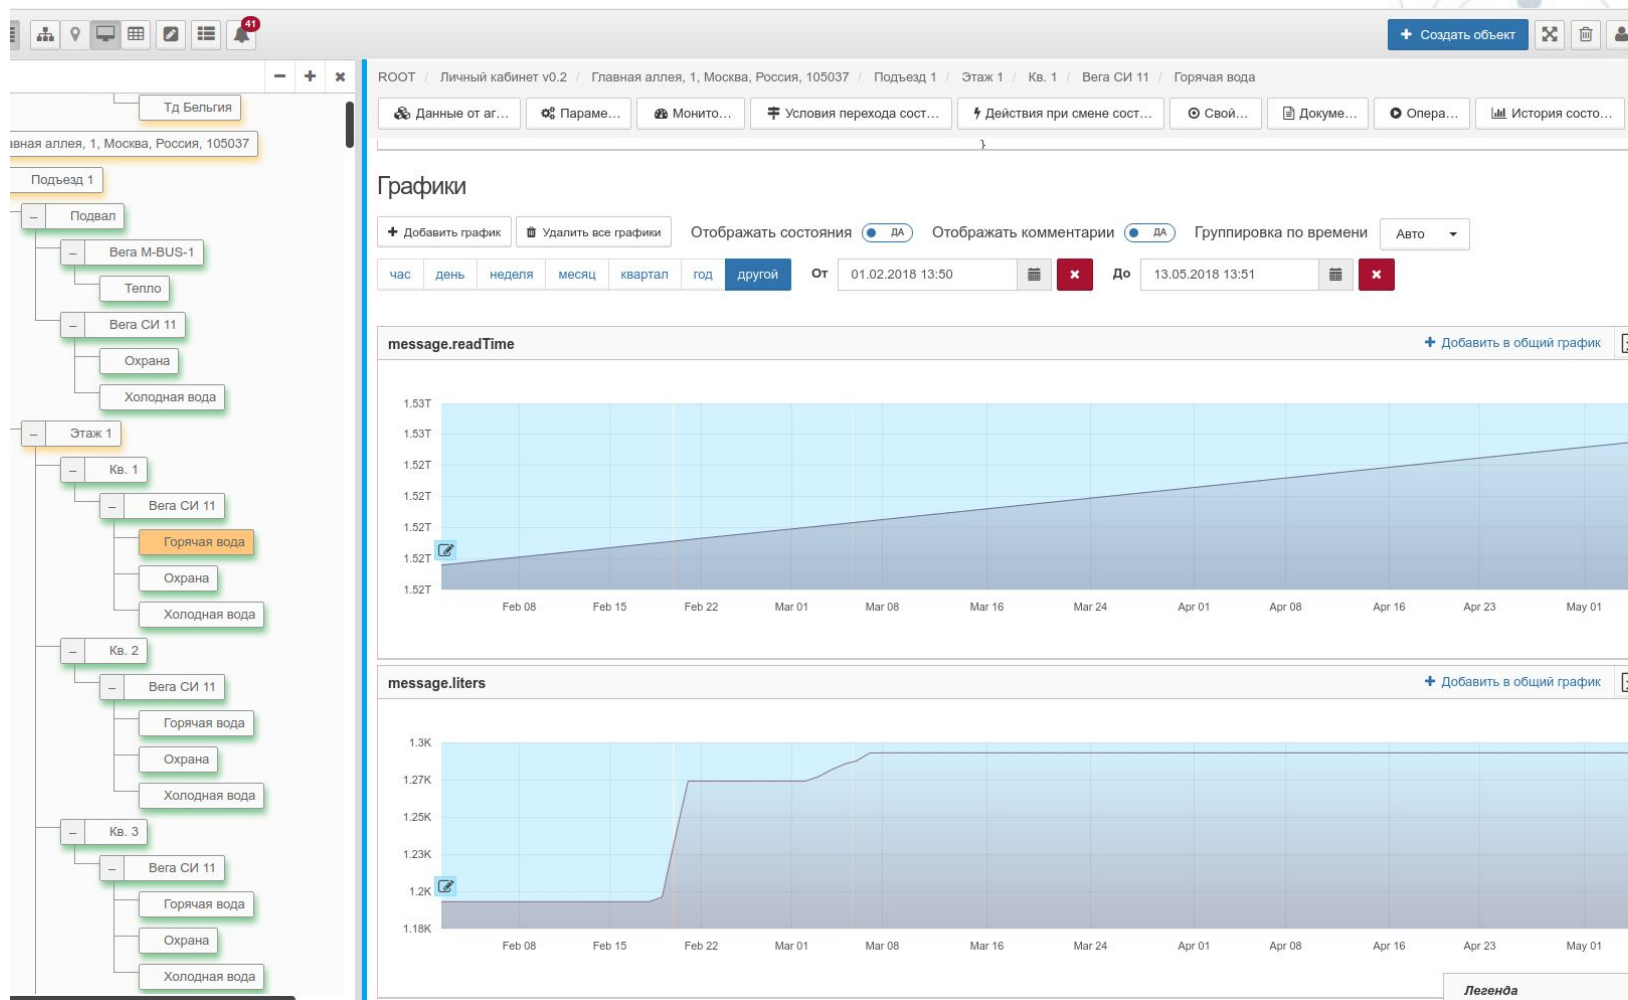 41
+ Создать объект
Тд Бельгия
вная аллея, 1, Москва, Россия, 105037
Подъезд 1
– Подвал
– Вега M-BUS-1
Тепло
– Вега СИ 11
Охрана
Холодная вода
– Этаж 1
– Кв. 1
– Вега СИ 11
Горячая вода
Охрана
Холодная вода
– Кв. 2
– Вега СИ 11
Горячая вода
Охрана
Холодная вода
– Кв. 3
– Вега СИ 11
Горячая вода
Охрана
Холодная вода
ROOT / Личный кабинет v0.2 / Главная аллея, 1, Москва, Россия, 105037 / Подъезд 1 / Этаж 1 / Кв. 1 / Вега СИ 11 / Горячая вода
Данные от аг... Параме... Монито... Условия перехода сост... Действия при смене сост... Свой... Докуме... Опера... История состо...
}
Графики
+ Добавить график Удалить все графики Отображать состояния ДА Отображать комментарии ДА Группировка по времени Авто
час день неделя месяц квартал год другой От 01.02.2018 13:50 До 13.05.2018 13:51
message.readTime + Добавить в общий график
1.53T
1.53T
1.52T
1.52T
1.52T
1.52T
1.52T
Feb 08 Feb 15 Feb 22 Mar 01 Mar 08 Mar 16 Mar 24 Apr 01 Apr 08 Apr 16 Apr 23 May 01
message.liters + Добавить в общий график
1.3K
1.27K
1.25K
1.23K
1.2K
1.18K
Feb 08 Feb 15 Feb 22 Mar 01 Mar 08 Mar 16 Mar 24 Apr 01 Apr 08 Apr 16 Apr 23 May 01
Легенда